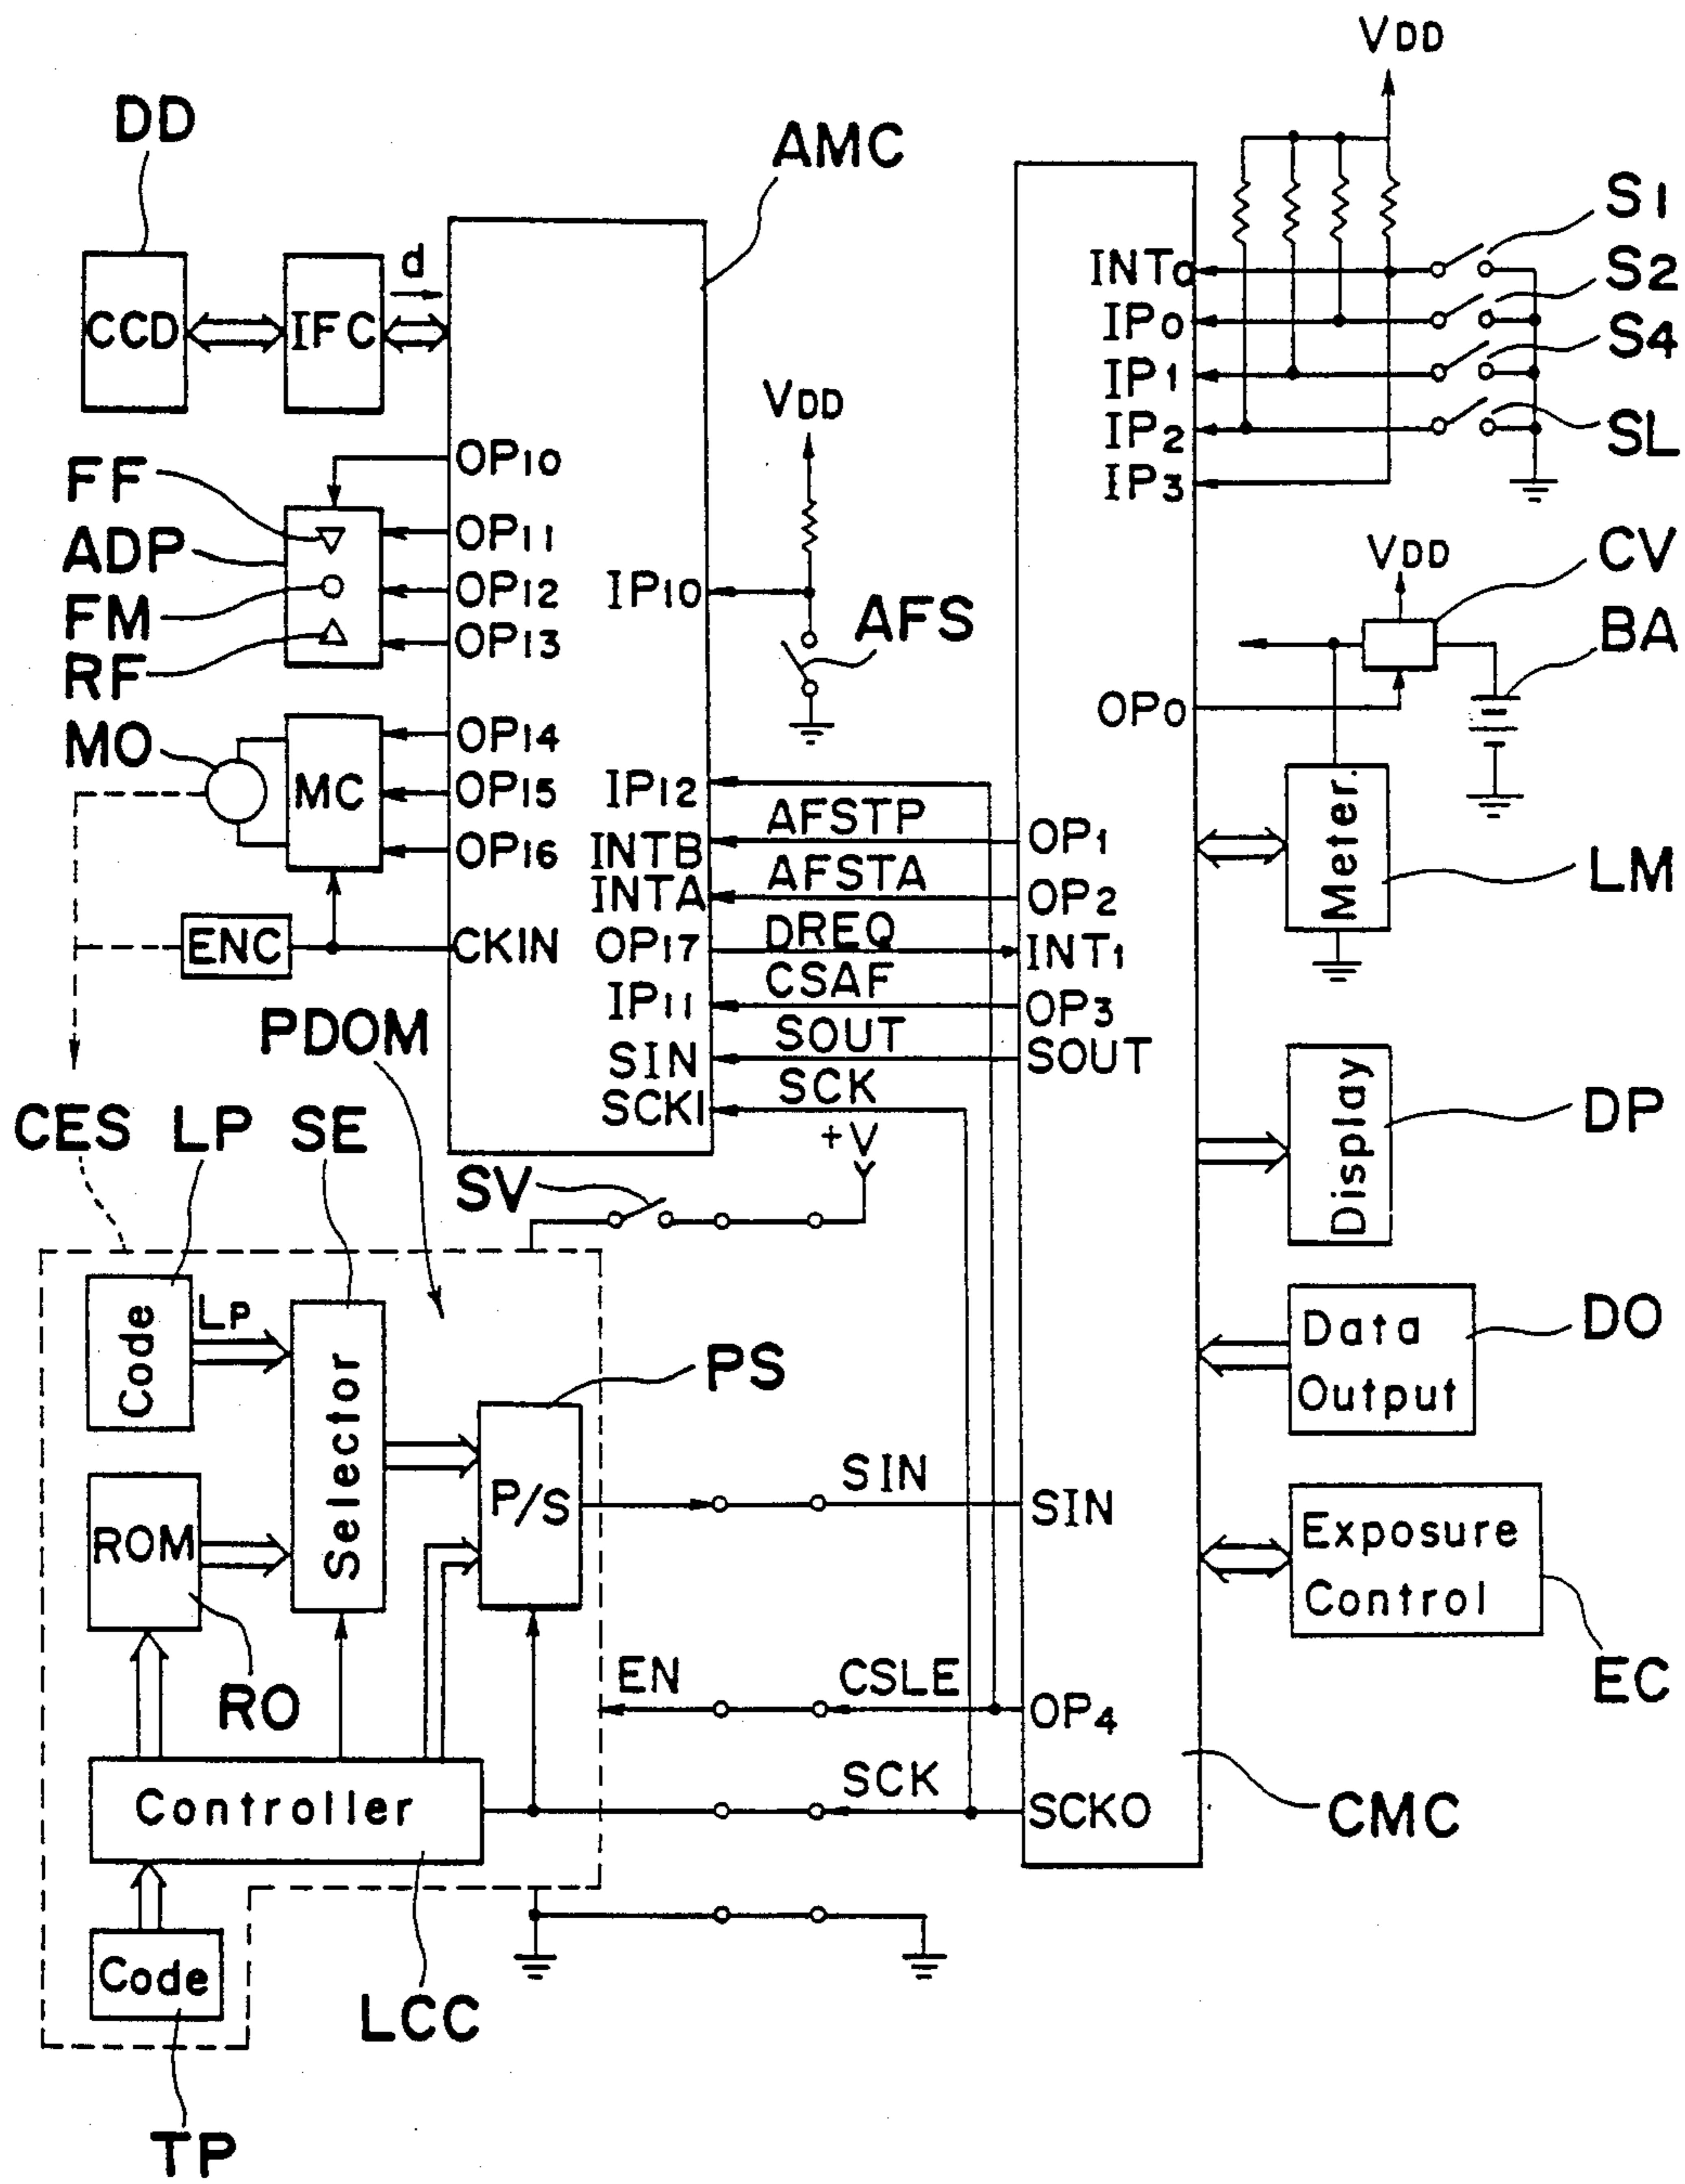 VDD
DD
AMC
S1
S2
S4
SL
CCD
IFC
d
INT0
IP0
IP1
IP2
IP3
VDD
FF
ADP
FM
RF
OP10
OP11
OP12
OP13
IP10
AFS
VDD
CV
BA
OP0
MO
MC
OP14
OP15
OP16
IP12
INTB
INTA
AFSTP
AFSTA
OP1
OP2
Meter.
LM
ENC
CKIN
OP17
DREQ
INT1
IP11
CSAF
OP3
PDOM
SIN
SOUT
SOUT
SCKI
SCK
+V
Display
DP
CES
LP
SE
SV
Code
LP
Selector
PS
Data
Output
DO
ROM
P/S
SIN
SIN
Exposure
Control
EC
RO
EN
CSLE
OP4
Controller
SCK
SCKO
CMC
Code
LCC
TP